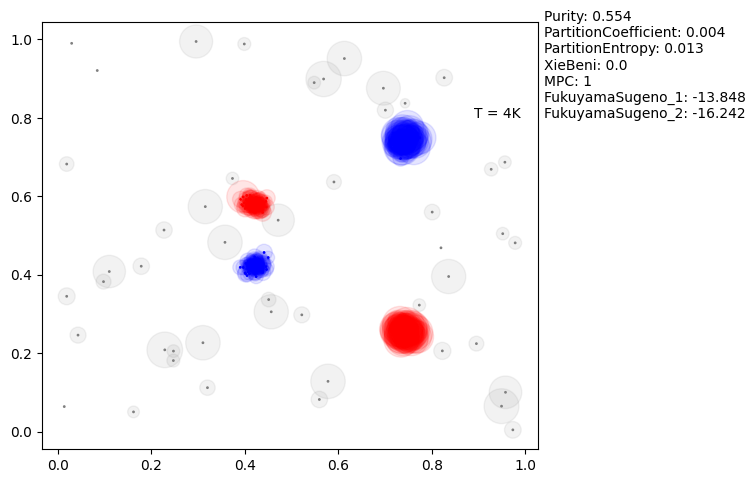 Purity: 0.554
PartitionCoefficient: 0.004
PartitionEntropy: 0.013
XieBeni: 0.0
MPC: 1
FukuyamaSugeno_1: -13.848
FukuyamaSugeno_2: -16.242
T = 4K
1.0
0.8
0.6
0.4
0.2
0.0
0.0 0.2 0.4 0.6 0.8 1.0